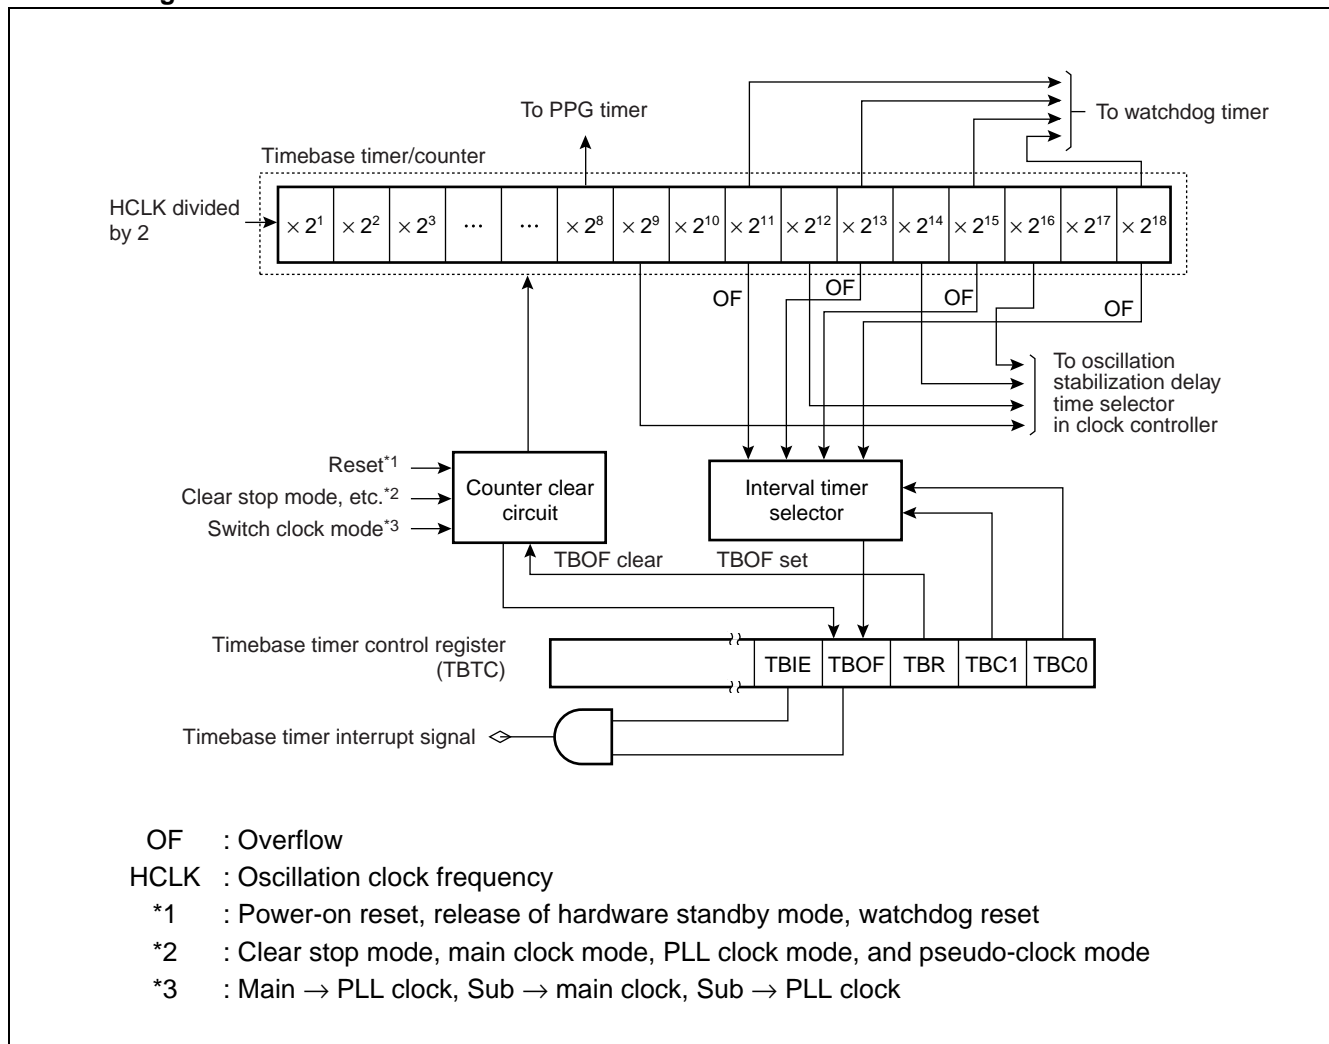 To PPG timer
To watchdog timer
Timebase timer/counter
HCLK divided
by 2
× 2¹ × 2² × 2³ ... ... × 2⁸ × 2⁹ × 2¹⁰ × 2¹¹ × 2¹² × 2¹³ × 2¹⁴ × 2¹⁵ × 2¹⁶ × 2¹⁷ × 2¹⁸
OF OF OF OF
To oscillation
stabilization delay
time selector
in clock controller
Reset*1
Clear stop mode, etc.*2
Switch clock mode*3
Counter clear
circuit
Interval timer
selector
TBOF clear TBOF set
Timebase timer control register
(TBTC)
TBIE TBOF TBR TBC1 TBC0
Timebase timer interrupt signal
OF : Overflow
HCLK : Oscillation clock frequency
*1 : Power-on reset, release of hardware standby mode, watchdog reset
*2 : Clear stop mode, main clock mode, PLL clock mode, and pseudo-clock mode
*3 : Main → PLL clock, Sub → main clock, Sub → PLL clock